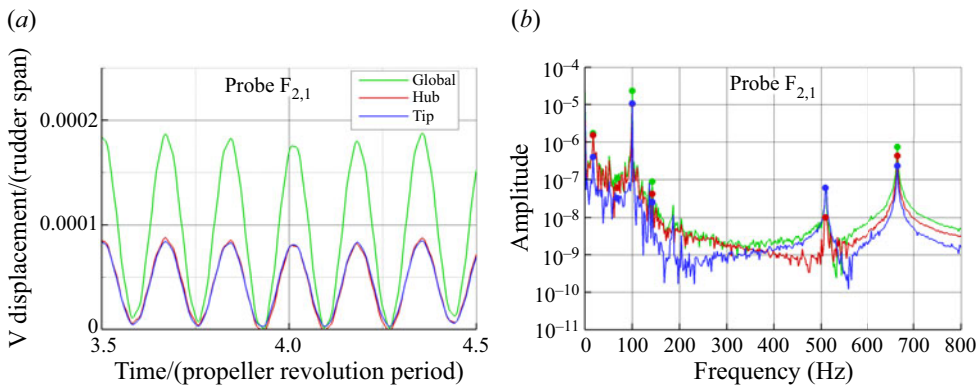 (a)
V displacement/(rudder span)
0.0002
0.0001
0
Probe F2,1
Global
Hub
Tip
3.5 4.0 4.5
Time/(propeller revolution period)
(b)
Amplitude
10−4
10−5
10−6
10−7
10−8
10−9
10−10
10−11
Probe F2,1
0 100 200 300 400 500 600 700 800
Frequency (Hz)